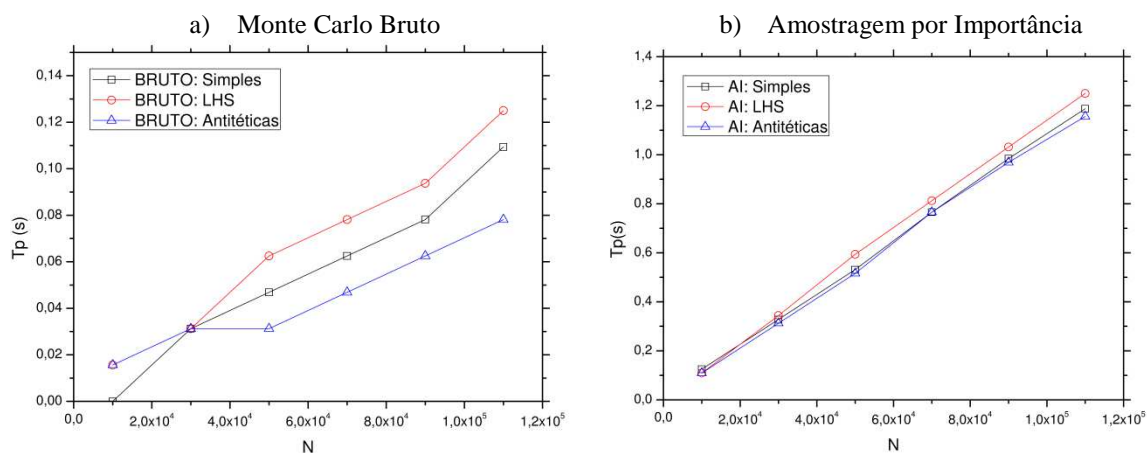 a) Monte Carlo Bruto
BRUTO: Simples
BRUTO: LHS
BRUTO: Antitéticas
Tp (s)
0,14
0,12
0,10
0,08
0,06
0,04
0,02
0,00
0,0
2,0x10⁴
4,0x10⁴
6,0x10⁴
8,0x10⁴
1,0x10⁵
1,2x10⁵
N
b) Amostragem por Importância
AI: Simples
AI: LHS
AI: Antitéticas
Tp(s)
1,4
1,2
1,0
0,8
0,6
0,4
0,2
0,0
0,0
2,0x10⁴
4,0x10⁴
6,0x10⁴
8,0x10⁴
1,0x10⁵
1,2x10⁵
N